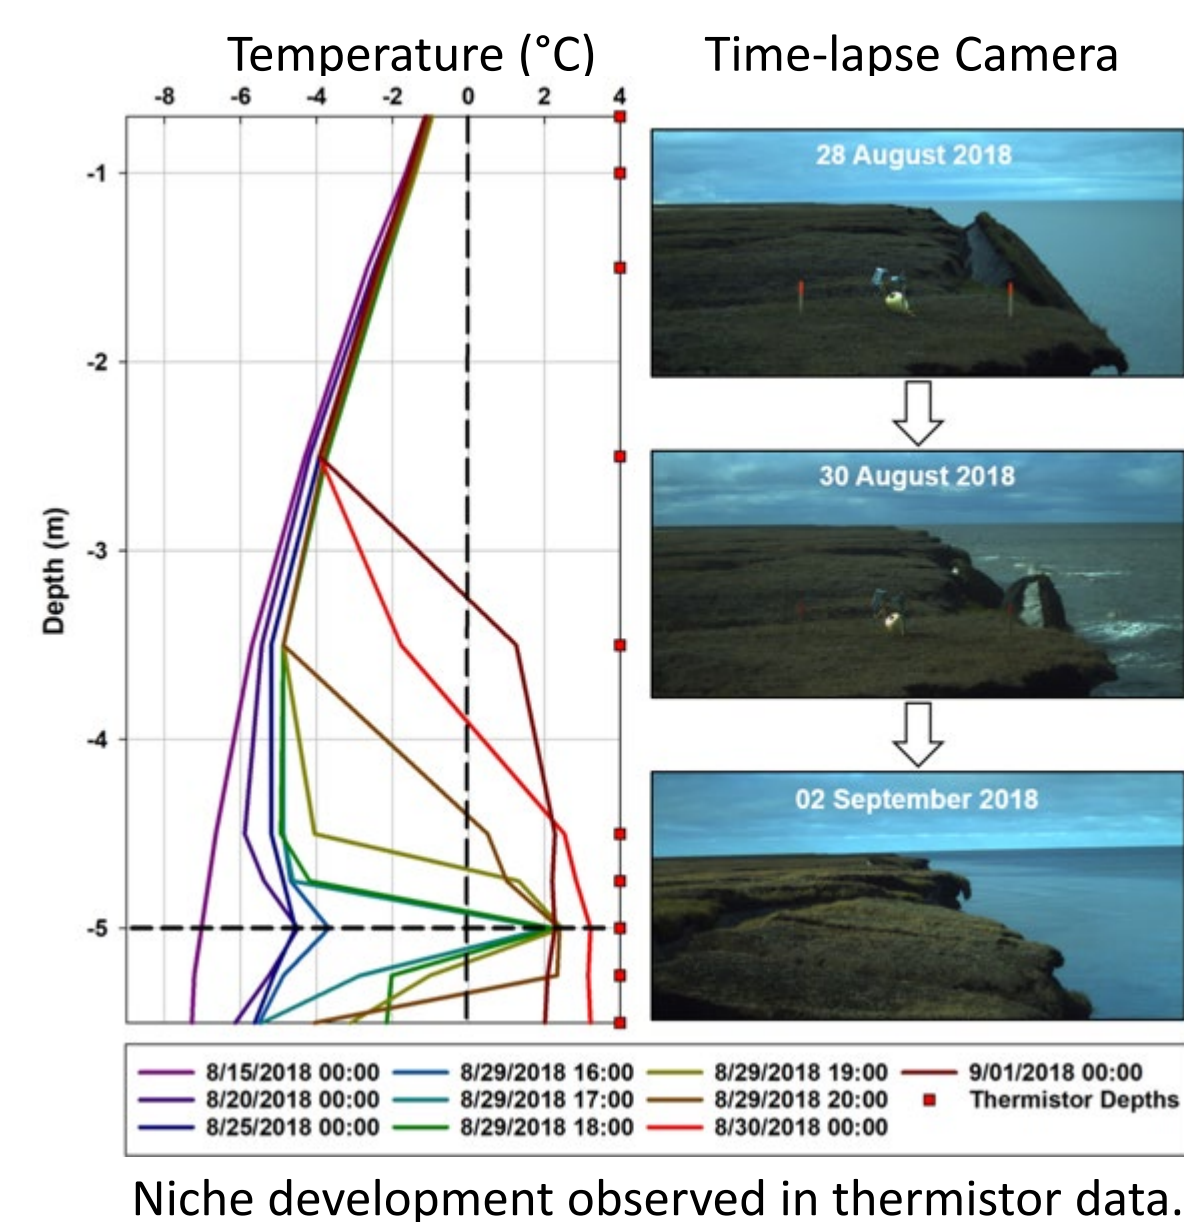 Temperature (°C)
Time-lapse Camera
-8 -6 -4 -2 0 2 4
-1
-2
-3
-4
-5
Depth (m)
28 August 2018
30 August 2018
02 September 2018
8/15/2018 00:00 8/29/2018 16:00 8/29/2018 19:00 9/01/2018 00:00
8/20/2018 00:00 8/29/2018 17:00 8/29/2018 20:00 Thermistor Depths
8/25/2018 00:00 8/29/2018 18:00 8/30/2018 00:00
Niche development observed in thermistor data.